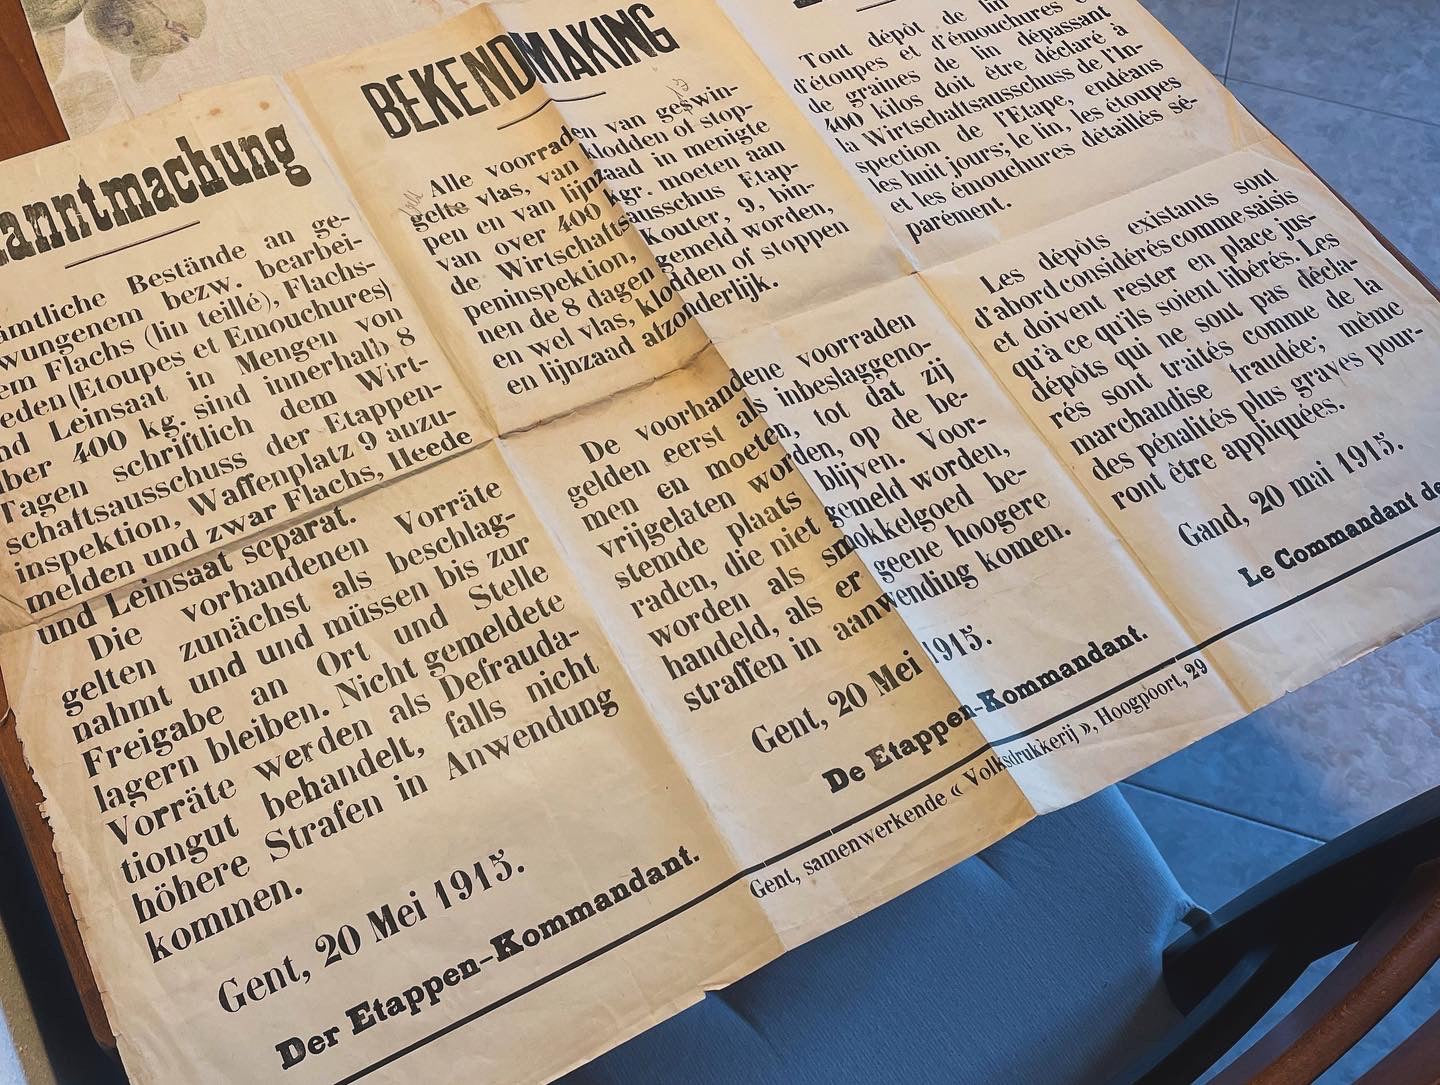 anntmachung
ämtliche Bestände an ge-
wungenem bezw. bearbei-
em Flachs (lin teillé), Flachs-
eeden (Etoupes et Emouchures)
nd Leinsaat in Mengen von
ber 400 kg. sind innerhalb 8
Tagen schriftlich dem Wirt-
schaftsausschuss der Etappen-
inspektion, Waffenplatz 9 anzu-
melden und zwar Flachs, Heede
und Leinsaat separat.
Die vorhandenen Vorräte
gelten zunächst als beschlag-
nahmt und und müssen bis zur
Freigabe an Ort und Stelle
lagern bleiben. Nicht gemeldete
Vorräte werden als Defrauda-
tiongut behandelt, falls nicht
höhere Strafen in Anwendung
kommen.
Gent, 20 Mei 1915.
Der Etappen-Kommandant.
BEKENDMAKING
Alle voorraden van geswin-
gelte vlas, van klodden of stop-
pen en van lijnzaad in menigte
van over 400 kgr. moeten aan
de Wirtschaftsausschus Etap-
peninspektion, Kouter, 9, bin-
nen de 8 dagen gemeld worden,
en wel vlas, klodden of stoppen
en lijnzaad afzonderlijk.
De voorhandene voorraden
gelden eerst als inbeslaggeno-
men en moeten, tot dat zij
vrijgelaten worden, op de be-
stemde plaats blijven. Voor-
raden, die niet gemeld worden,
worden als smokkelgoed be-
handeld, als er geene hoogere
straffen in aanwending komen.
Gent, 20 Mei 1915.
De Etappen-Kommandant.
Gent, samenwerkende « Volksdrukkerij », Hoogpoort, 29
Tout dépôt de lin
d'étoupes et d'émouchures e
de graines de lin dépassant
400 kilos doit être déclaré à
la Wirtschaftsausschuss de l'In-
spection de l'Etape, endéans
les huit jours; le lin, les étoupes
et les émouchures détaillés sé-
parément.
Les dépôts existants sont
d'abord considérés comme saisis
et doivent rester en place jus-
qu'à ce qu'ils soient libérés. Les
dépôts qui ne sont pas décla-
rés sont traités comme de la
marchandise fraudée; même
des pénalités plus graves pour-
ront être appliquées.
Gand, 20 mai 1915.
Le Commandant de